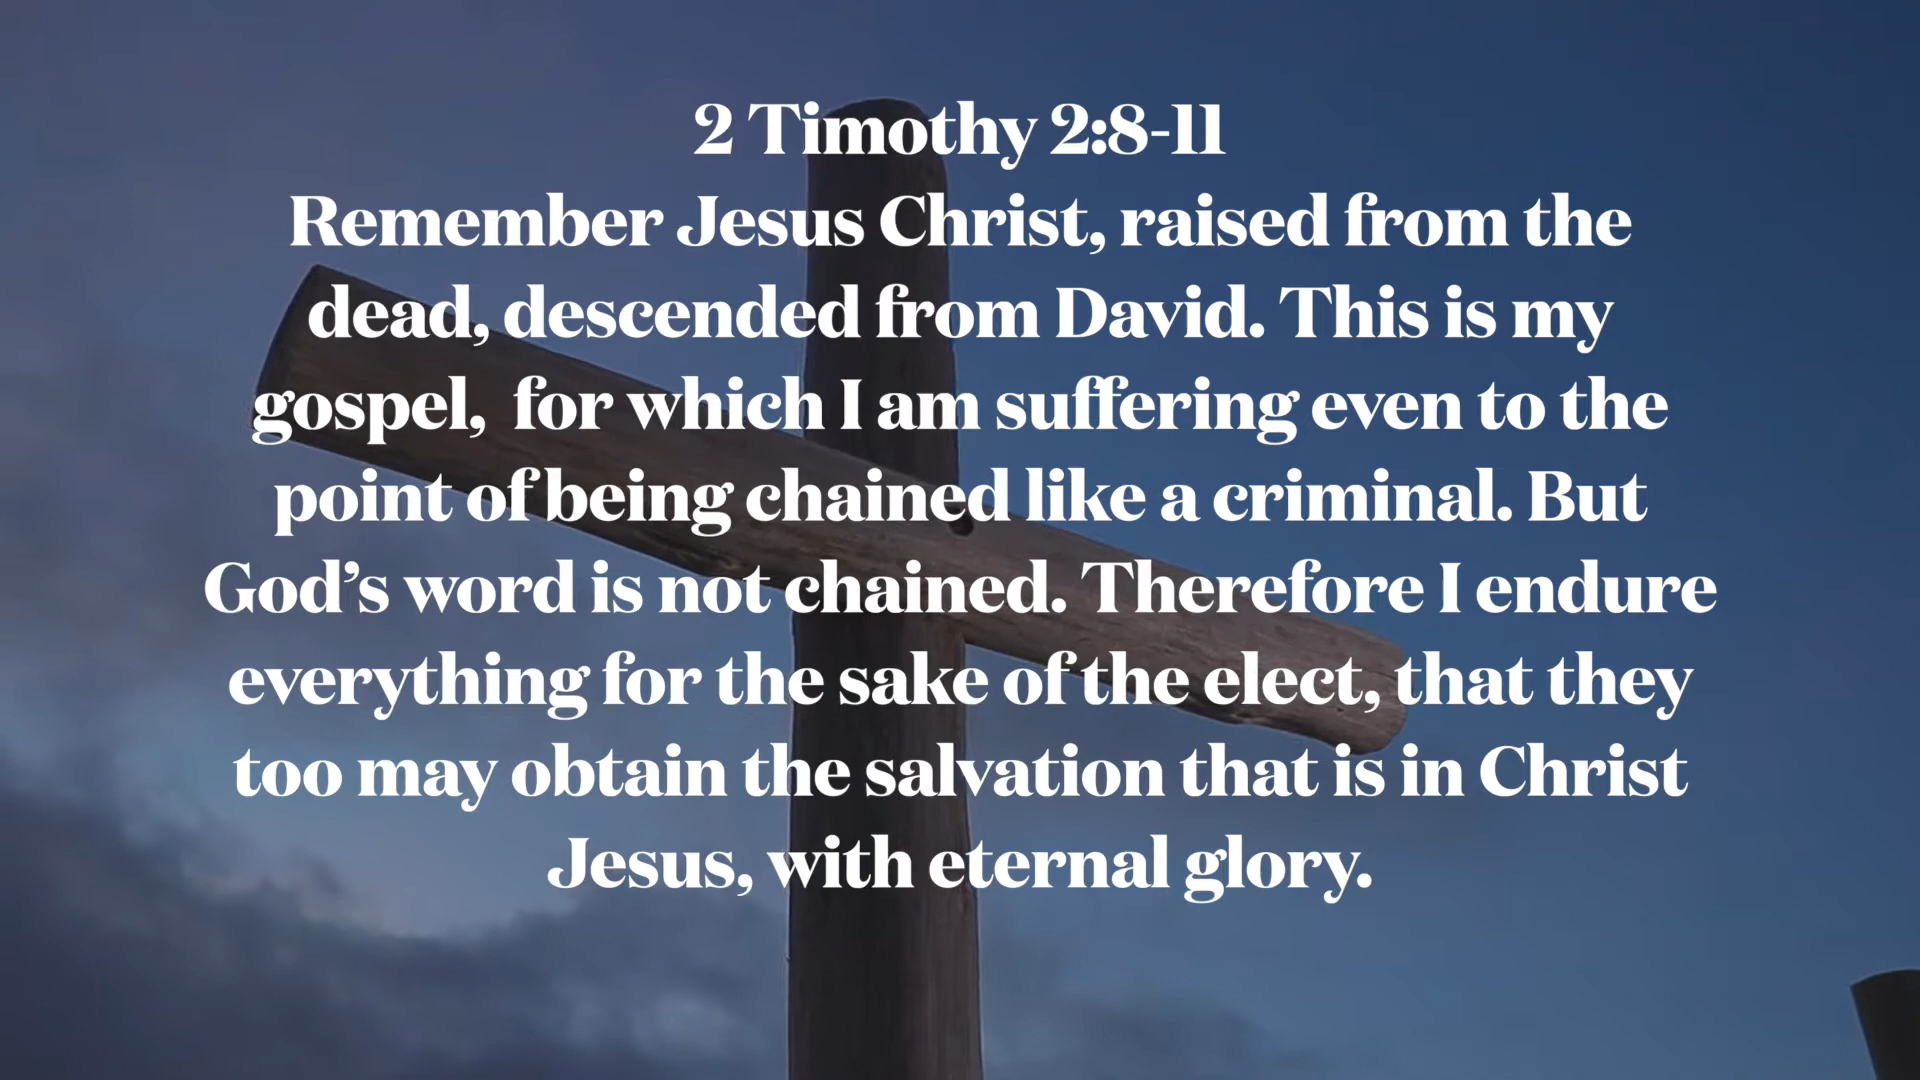 2 Timothy 2:8-11
Remember Jesus Christ, raised from the
dead, descended from David. This is my
gospel,  for which I am suffering even to the
point of being chained like a criminal. But
God’s word is not chained. Therefore I endure
everything for the sake of the elect, that they
too may obtain the salvation that is in Christ
Jesus, with eternal glory.